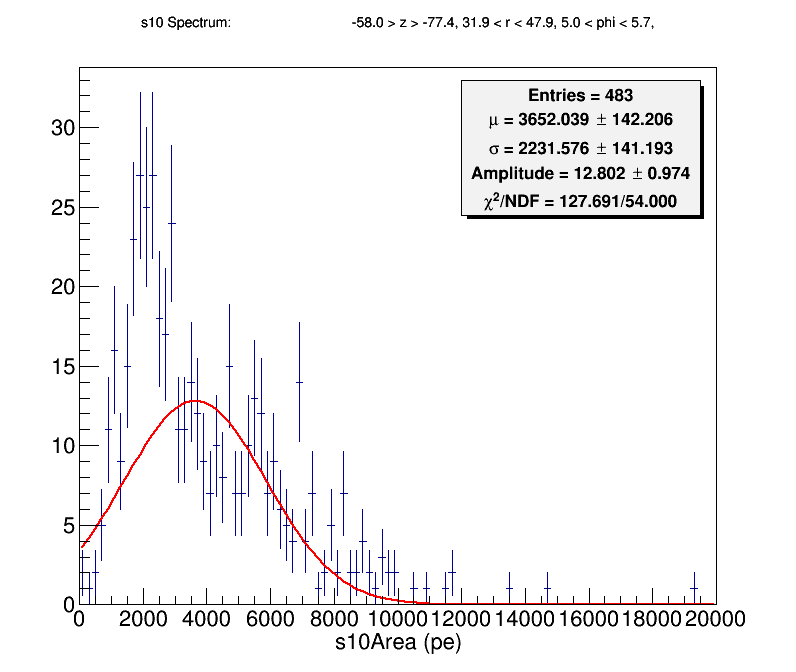 s10 Spectrum: -58.0 > z > -77.4, 31.9 < r < 47.9, 5.0 < phi < 5.7,
Entries = 483
μ = 3652.039 ± 142.206
σ = 2231.576 ± 141.193
Amplitude = 12.802 ± 0.974
χ²/NDF = 127.691/54.000
30
25
20
15
10
5
0
0 2000 4000 6000 8000 10000 12000 14000 16000 18000 20000
s10Area (pe)